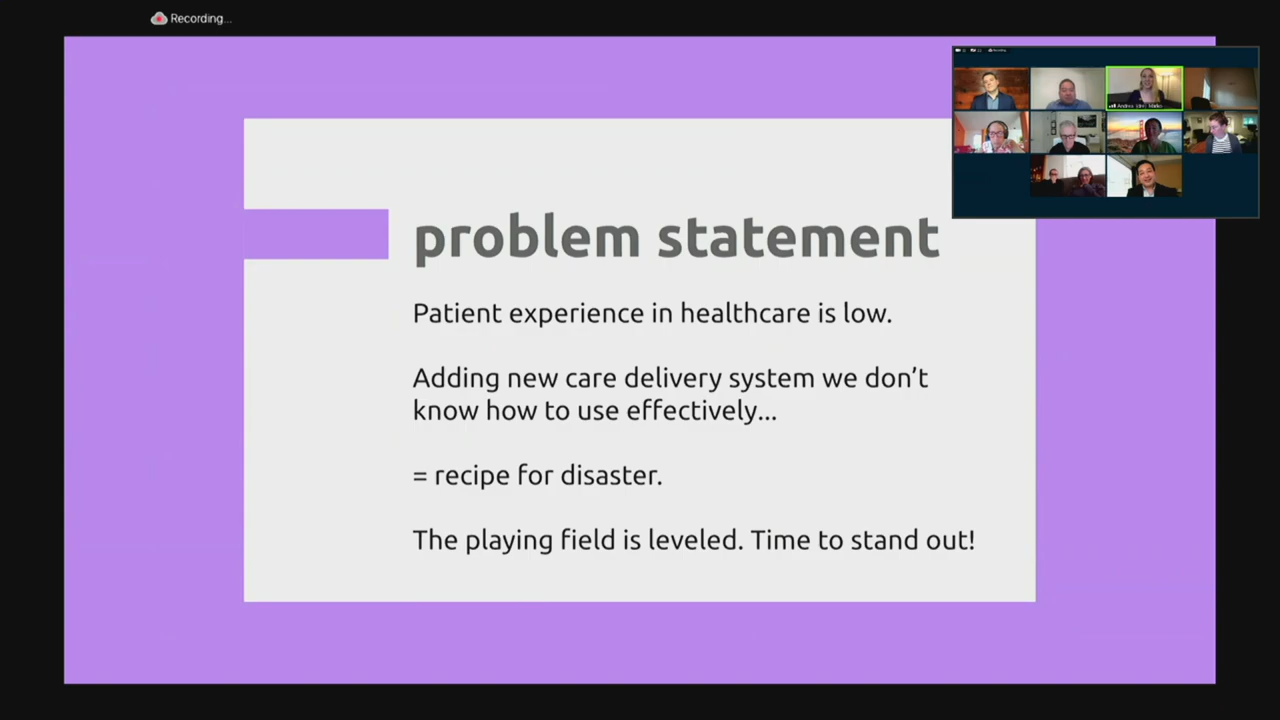 Recording...
problem statement
Patient experience in healthcare is low.
Adding new care delivery system we don't
know how to use effectively...
= recipe for disaster.
The playing field is leveled. Time to stand out!